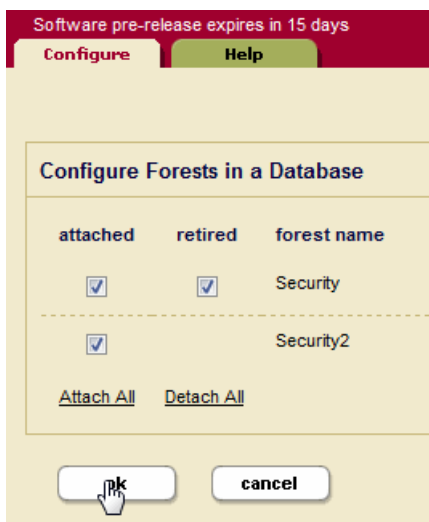 Software pre-release expires in 15 days
Configure Help
Configure Forests in a Database
attached retired forest name
Security
Security2
Attach All Detach All
ok cancel